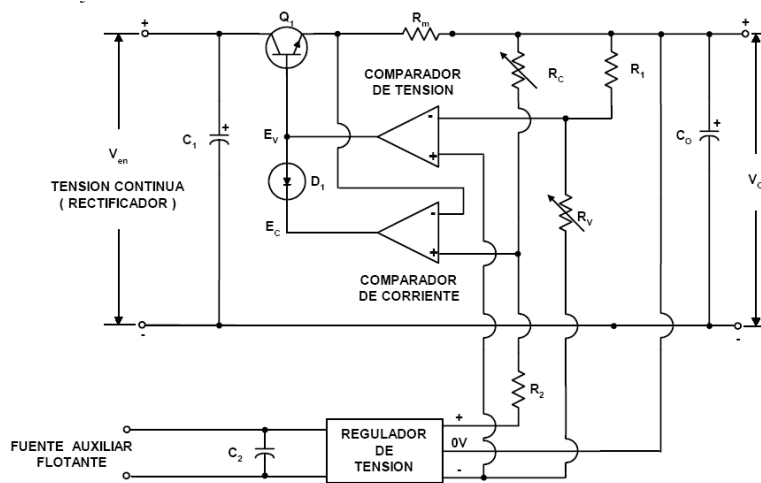 +
Q1
Rm
+
COMPARADOR
DE TENSION
RC
R1
-
+
EV
C1
+
Ven
TENSION CONTINUA
( RECTIFICADOR )
D1
EC
-
+
COMPARADOR
DE CORRIENTE
RV
CO
+
VO
-
-
R2
FUENTE AUXILIAR
FLOTANTE
C2
REGULADOR
DE
TENSION
+
0V
-